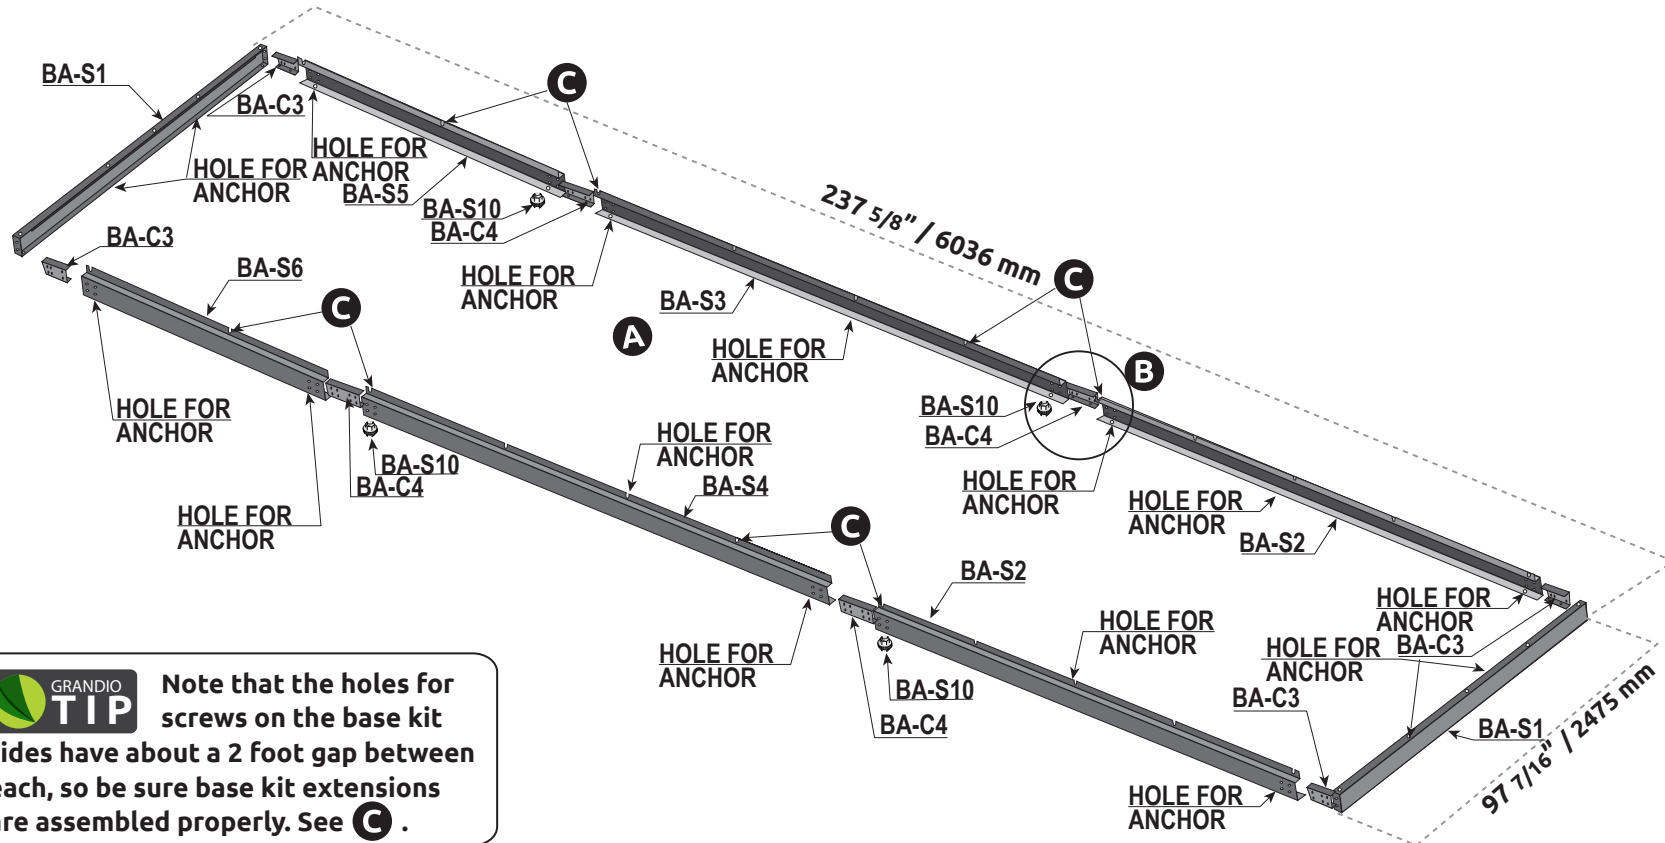 BA-S1
BA-C3
HOLE FOR
ANCHOR
HOLE FOR
ANCHOR
BA-S5
C
BA-S10
BA-C4
HOLE FOR
ANCHOR
BA-S3
237 5/8" / 6036 mm
C
BA-C3
BA-S6
C
A
HOLE FOR
ANCHOR
B
BA-S10
BA-C4
HOLE FOR
ANCHOR
HOLE FOR
ANCHOR
BA-S2
HOLE FOR
ANCHOR
BA-S10
BA-C4
HOLE FOR
ANCHOR
HOLE FOR
ANCHOR
BA-S4
C
BA-S2
HOLE FOR
ANCHOR
HOLE FOR
ANCHOR
BA-C3
HOLE FOR
ANCHOR
HOLE FOR
ANCHOR
BA-S10
BA-C4
BA-C3
BA-S1
97 7/16" / 2475 mm
HOLE FOR
ANCHOR
GRANDIO
TIP
Note that the holes for
screws on the base kit
ides have about a 2 foot gap between
each, so be sure base kit extensions
are assembled properly. See C .